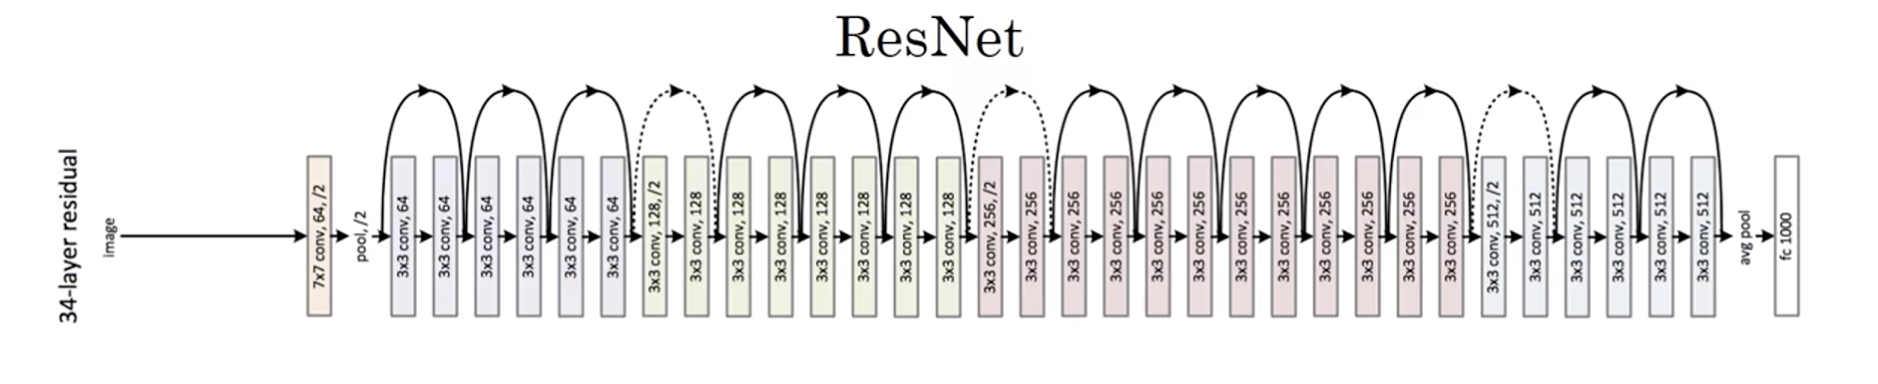 ResNet
34-layer residual
image
7x7 conv, 64, /2
pool, /2
3x3 conv, 64
3x3 conv, 64
3x3 conv, 64
3x3 conv, 64
3x3 conv, 64
3x3 conv, 64
3x3 conv, 128, /2
3x3 conv, 128
3x3 conv, 128
3x3 conv, 128
3x3 conv, 128
3x3 conv, 128
3x3 conv, 128
3x3 conv, 128
3x3 conv, 256, /2
3x3 conv, 256
3x3 conv, 256
3x3 conv, 256
3x3 conv, 256
3x3 conv, 256
3x3 conv, 256
3x3 conv, 256
3x3 conv, 256
3x3 conv, 256
3x3 conv, 256
3x3 conv, 256
3x3 conv, 512, /2
3x3 conv, 512
3x3 conv, 512
3x3 conv, 512
3x3 conv, 512
3x3 conv, 512
avg pool
fc 1000